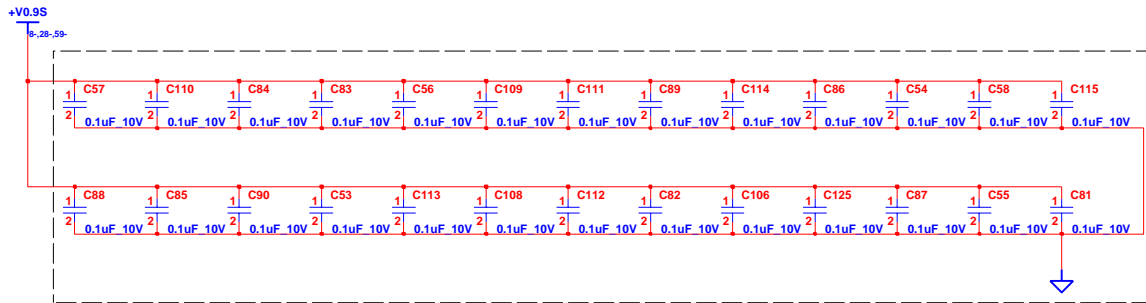 +V0.9S
8-,28-,59-
C57 C110 C84 C83 C56 C109 C111 C89 C114 C86 C54 C58 C115
1 1 1 1 1 1 1 1 1 1 1 1 1
2 2 2 2 2 2 2 2 2 2 2 2 2
0.1uF_10V 0.1uF_10V 0.1uF_10V 0.1uF_10V 0.1uF_10V 0.1uF_10V 0.1uF_10V 0.1uF_10V 0.1uF_10V 0.1uF_10V 0.1uF_10V 0.1uF_10V 0.1uF_10V
C88 C85 C90 C53 C113 C108 C112 C82 C106 C125 C87 C55 C81
1 1 1 1 1 1 1 1 1 1 1 1 1
2 2 2 2 2 2 2 2 2 2 2 2 2
0.1uF_10V 0.1uF_10V 0.1uF_10V 0.1uF_10V 0.1uF_10V 0.1uF_10V 0.1uF_10V 0.1uF_10V 0.1uF_10V 0.1uF_10V 0.1uF_10V 0.1uF_10V 0.1uF_10V